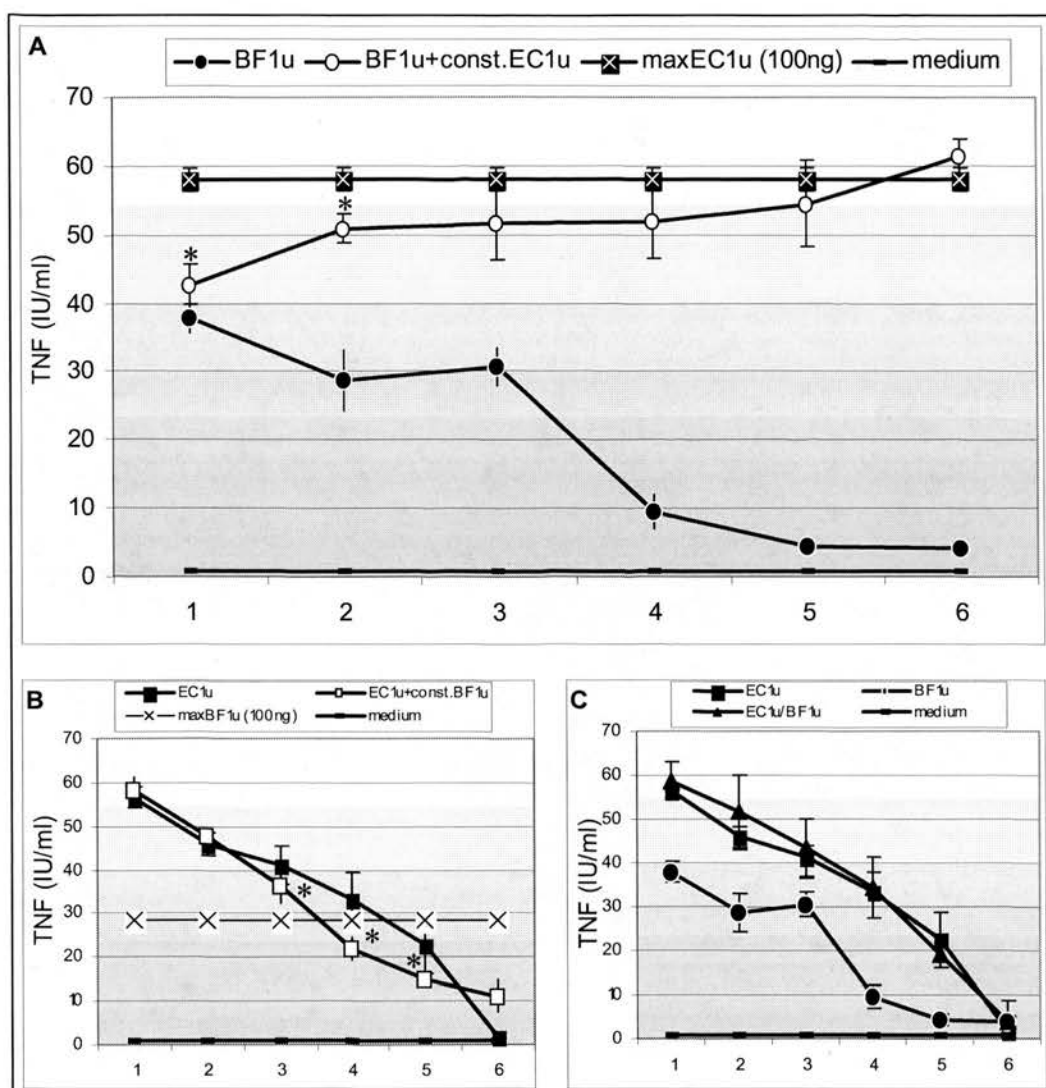 A
BF1u BF1u+const.EC1u maxEC1u (100ng) medium
70
60
50
40
30
20
10
0
TNF (IU/ml)
*
*
1 2 3 4 5 6
B
EC1u EC1u+const.BF1u
maxBF1u (100ng) medium
70
60
50
40
30
20
10
0
TNF (IU/ml)
*
*
*
1 2 3 4 5 6
C
EC1u BF1u
EC1u/BF1u medium
70
60
50
40
30
20
10
0
TNF (IU/ml)
1 2 3 4 5 6